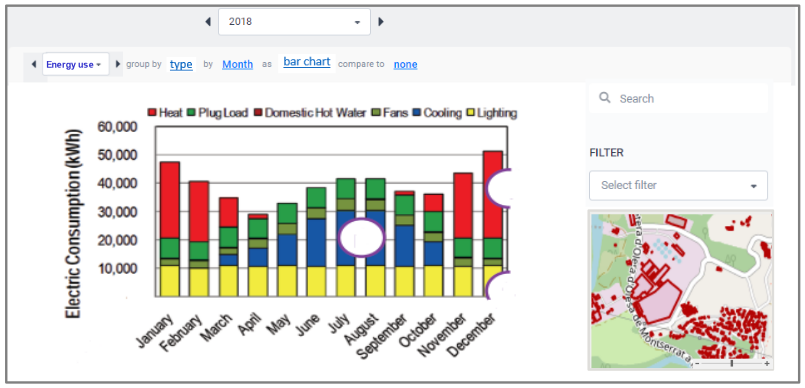 2018
Energy use group by type by Month as bar chart compare to none
Search
FILTER
Select filter
Heat Plug Load Domestic Hot Water Fans Cooling Lighting
Electric Consumption (kWh)
60,000
50,000
40,000
30,000
20,000
10,000
January
February
March
April
May
June
July
August
September
October
November
December
de Montserrat a
- +